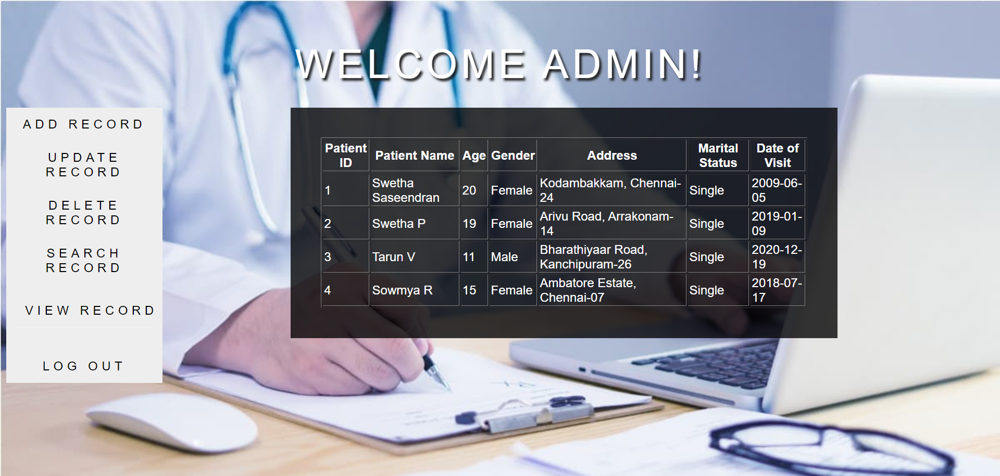 WELCOME ADMIN!
ADD RECORD
UPDATE
RECORD
DELETE
RECORD
SEARCH
RECORD
VIEW RECORD
LOG OUT
Patient ID Patient Name Age Gender Address Marital Status Date of Visit
1 Swetha Saseendran 20 Female Kodambakkam, Chennai-24 Single 2009-06-05
2 Swetha P 19 Female Arivu Road, Arrakonam-14 Single 2019-01-09
3 Tarun V 11 Male Bharathiyaar Road, Kanchipuram-26 Single 2020-12-19
4 Sowmya R 15 Female Ambatore Estate, Chennai-07 Single 2018-07-17